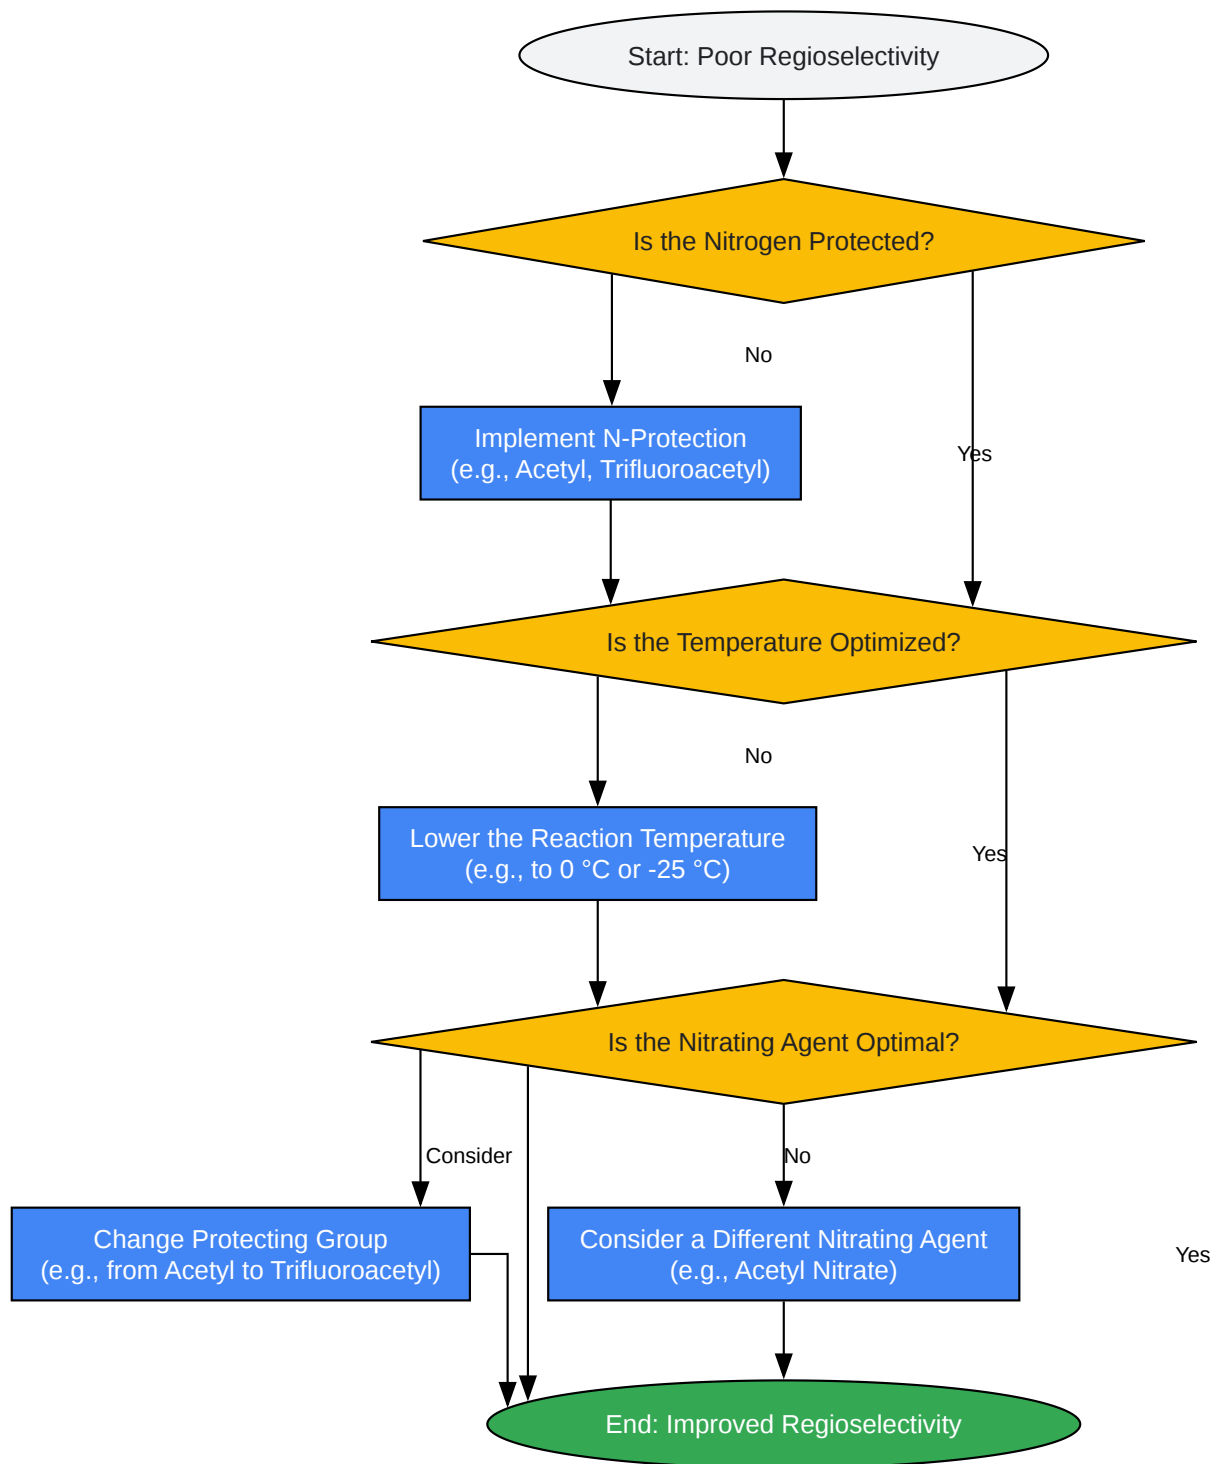 Start: Poor Regioselectivity
Is the Nitrogen Protected?
No
Implement N-Protection
(e.g., Acetyl, Trifluoroacetyl)
Yes
Is the Temperature Optimized?
No
Lower the Reaction Temperature
(e.g., to 0 °C or -25 °C)
Yes
Is the Nitrating Agent Optimal?
Consider
No
Change Protecting Group
(e.g., from Acetyl to Trifluoroacetyl)
Consider a Different Nitrating Agent
(e.g., Acetyl Nitrate)
Yes
End: Improved Regioselectivity